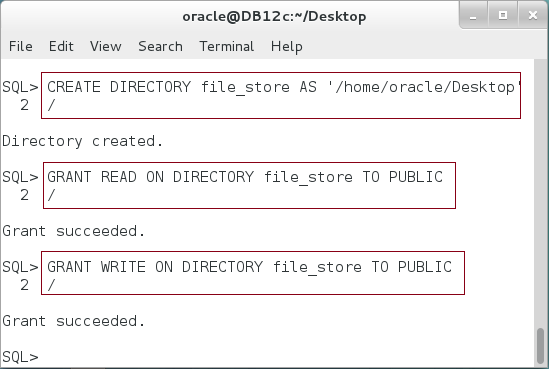 oracle@DB12c:~/Desktop
File Edit View Search Terminal Help
SQL> CREATE DIRECTORY file_store AS '/home/oracle/Desktop'
2 /
Directory created.
SQL> GRANT READ ON DIRECTORY file_store TO PUBLIC
2 /
Grant succeeded.
SQL> GRANT WRITE ON DIRECTORY file_store TO PUBLIC
2 /
Grant succeeded.
SQL>